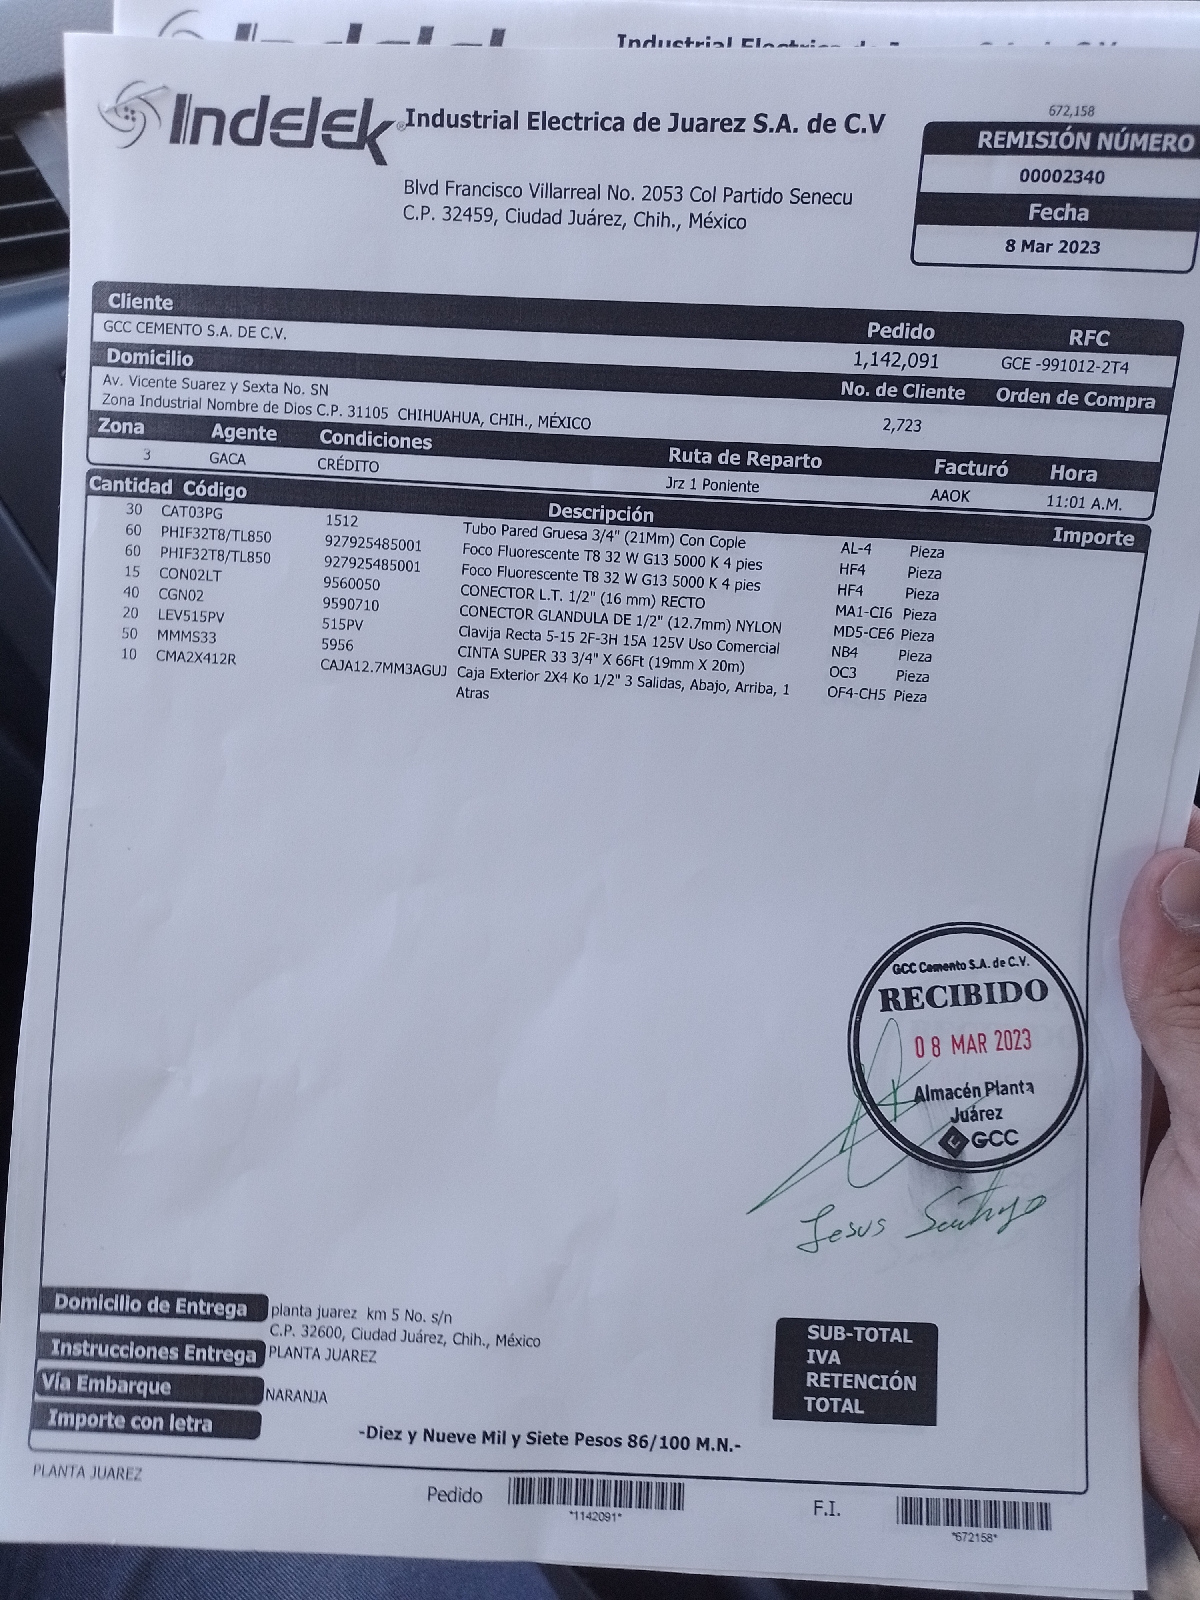 Indelek® Industrial Electrica de Juarez S.A. de C.V
Blvd Francisco Villarreal No. 2053 Col Partido Senecu
C.P. 32459, Ciudad Juárez, Chih., México
672,158
REMISIÓN NÚMERO
00002340
Fecha
8 Mar 2023
Cliente Pedido RFC
GCC CEMENTO S.A. DE C.V. 1,142,091 GCE -991012-2T4
Domicilio No. de Cliente Orden de Compra
Av. Vicente Suarez y Sexta No. SN 2,723
Zona Industrial Nombre de Dios C.P. 31105 CHIHUAHUA, CHIH., MÉXICO
Zona Agente Condiciones Ruta de Reparto Facturó Hora
3 GACA CRÉDITO Jrz 1 Poniente AAOK 11:01 A.M.
Cantidad Código Descripción Importe
30 CAT03PG 1512 Tubo Pared Gruesa 3/4" (21Mm) Con Cople AL-4 Pieza
60 PHIF32T8/TL850 927925485001 Foco Fluorescente T8 32 W G13 5000 K 4 pies HF4 Pieza
60 PHIF32T8/TL850 927925485001 Foco Fluorescente T8 32 W G13 5000 K 4 pies HF4 Pieza
15 CON02LT 9560050 CONECTOR L.T. 1/2" (16 mm) RECTO MA1-CI6 Pieza
40 CGN02 9590710 CONECTOR GLANDULA DE 1/2" (12.7mm) NYLON MD5-CE6 Pieza
20 LEV515PV 515PV Clavija Recta 5-15 2F-3H 15A 125V Uso Comercial NB4 Pieza
50 MMMS33 5956 CINTA SUPER 33 3/4" X 66Ft (19mm X 20m) OC3 Pieza
10 CMA2X412R CAJA12.7MM3AGUJ Caja Exterior 2X4 Ko 1/2" 3 Salidas, Abajo, Arriba, 1 OF4-CH5 Pieza
Atras
GCC Cemento S.A. de C.V.
RECIBIDO
08 MAR 2023
Almacén Planta
Juárez
GCC
Jesus Santiago
Domicilio de Entrega planta juarez km 5 No. s/n
C.P. 32600, Ciudad Juárez, Chih., México
Instrucciones Entrega PLANTA JUAREZ
Vía Embarque NARANJA
Importe con letra
-Diez y Nueve Mil y Siete Pesos 86/100 M.N.-
SUB-TOTAL
IVA
RETENCIÓN
TOTAL
PLANTA JUAREZ
Pedido *1142091* F.I. *672158*